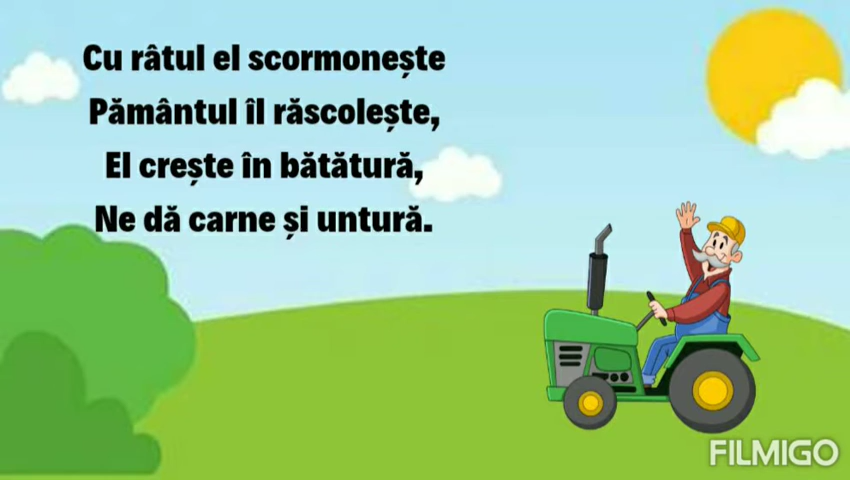 Cu râtul el scormonește
Pământul îl răscolește,
El crește în bătătură,
Ne dă carne și untură.
FILMIGO